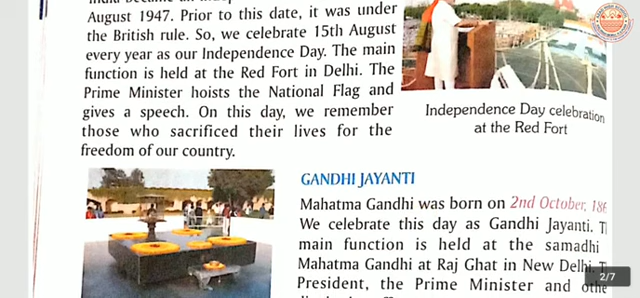 August 1947. Prior to this date, it was under
the British rule. So, we celebrate 15th August
every year as our Independence Day. The main
function is held at the Red Fort in Delhi. The
Prime Minister hoists the National Flag and
gives a speech. On this day, we remember
those who sacrificed their lives for the
freedom of our country.
Independence Day celebration
at the Red Fort
GANDHI JAYANTI
Mahatma Gandhi was born on 2nd October, 186
We celebrate this day as Gandhi Jayanti. T
main function is held at the samadhi
Mahatma Gandhi at Raj Ghat in New Delhi. T
President, the Prime Minister and othe
2/7